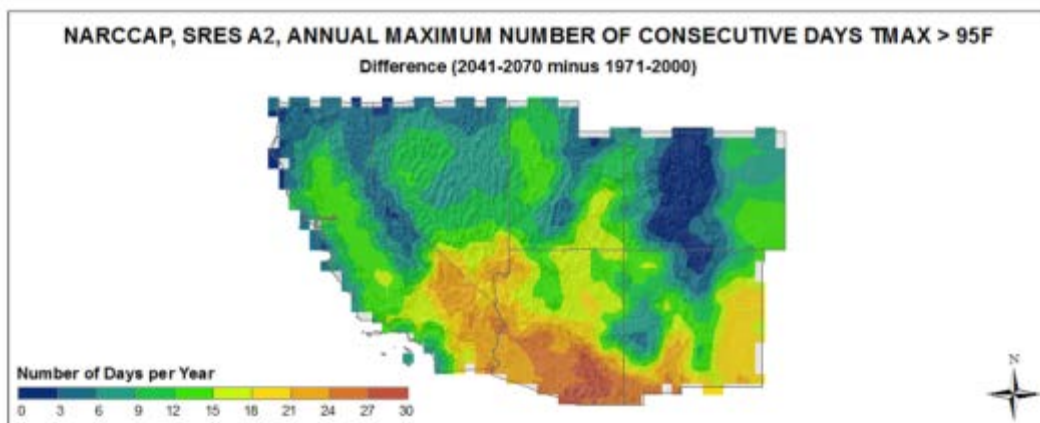 NARCCAP, SRES A2, ANNUAL MAXIMUM NUMBER OF CONSECUTIVE DAYS TMAX > 95F
Difference (2041-2070 minus 1971-2000)
N
Number of Days per Year
0 3 6 9 12 15 18 21 24 27 30